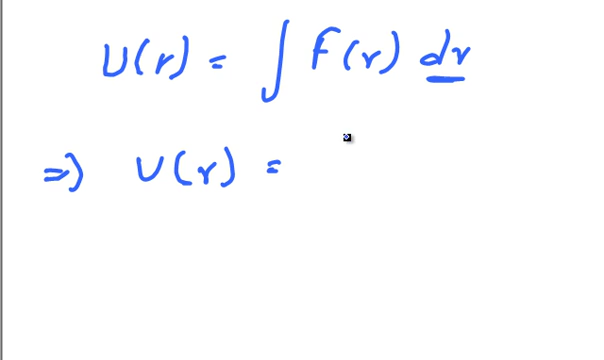 U(r) = ∫ F(r) dr
=> U(r) =